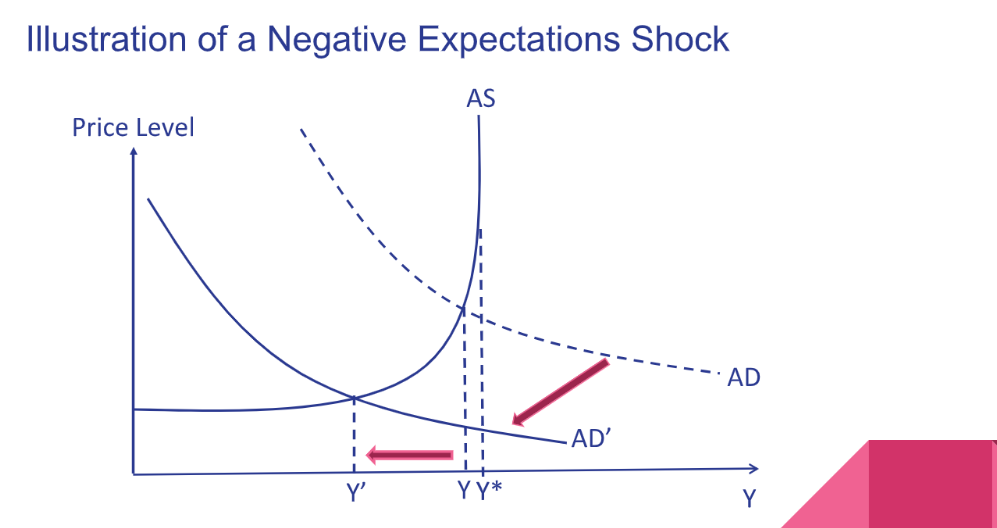 Illustration of a Negative Expectations Shock
AS
Price Level
AD
AD’
Y’
Y Y*
Y